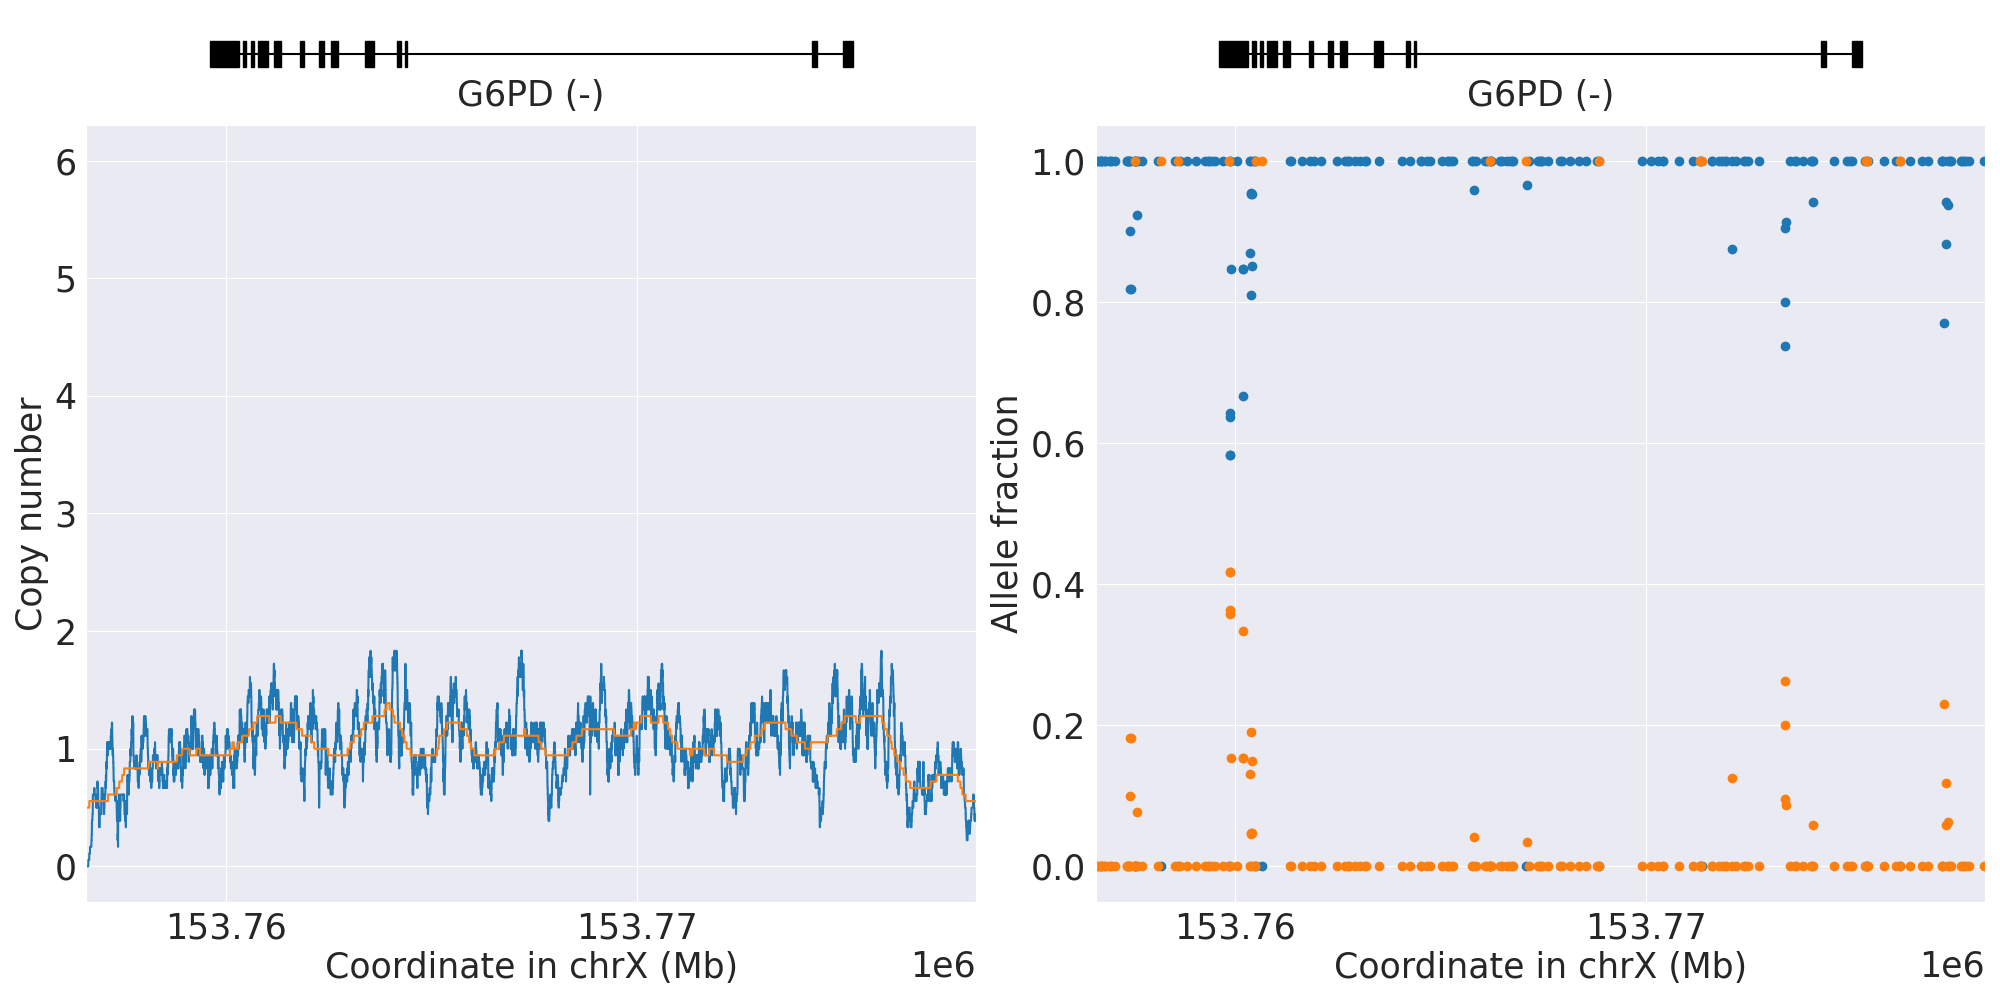 G6PD (-)
Copy number
6
5
4
3
2
1
0
153.76
153.77
Coordinate in chrX (Mb)
1e6
G6PD (-)
Allele fraction
1.0
0.8
0.6
0.4
0.2
0.0
153.76
153.77
Coordinate in chrX (Mb)
1e6